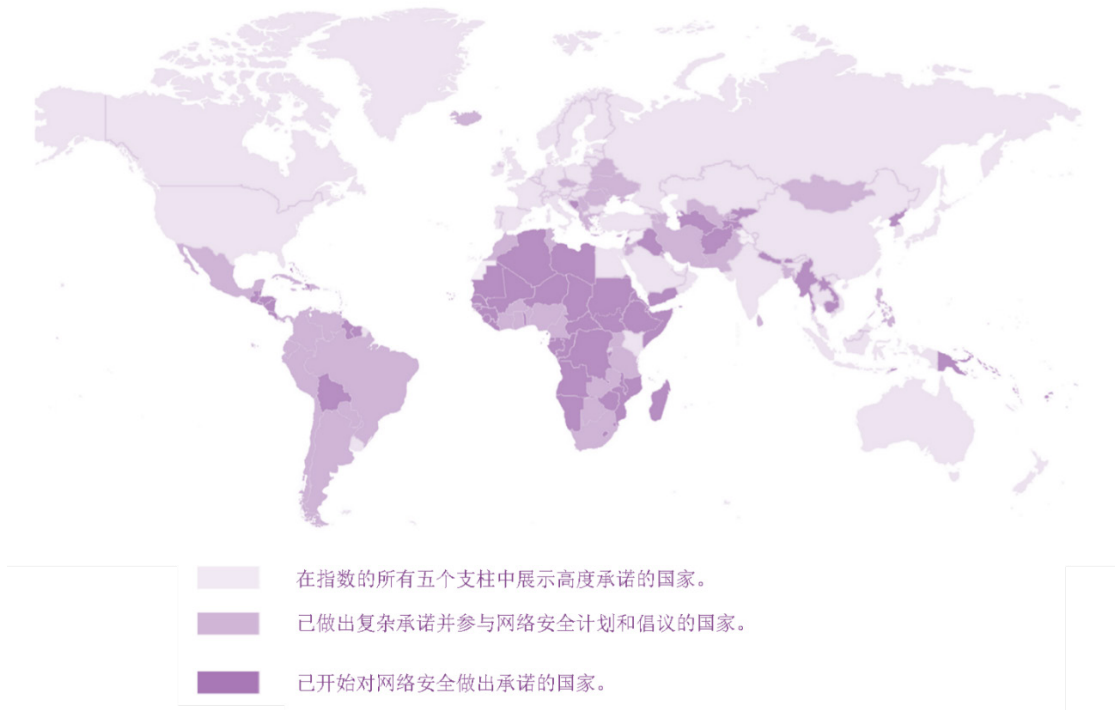 在指数的所有五个支柱中展示高度承诺的国家。
已做出复杂承诺并参与网络安全计划和倡议的国家。
已开始对网络安全做出承诺的国家。